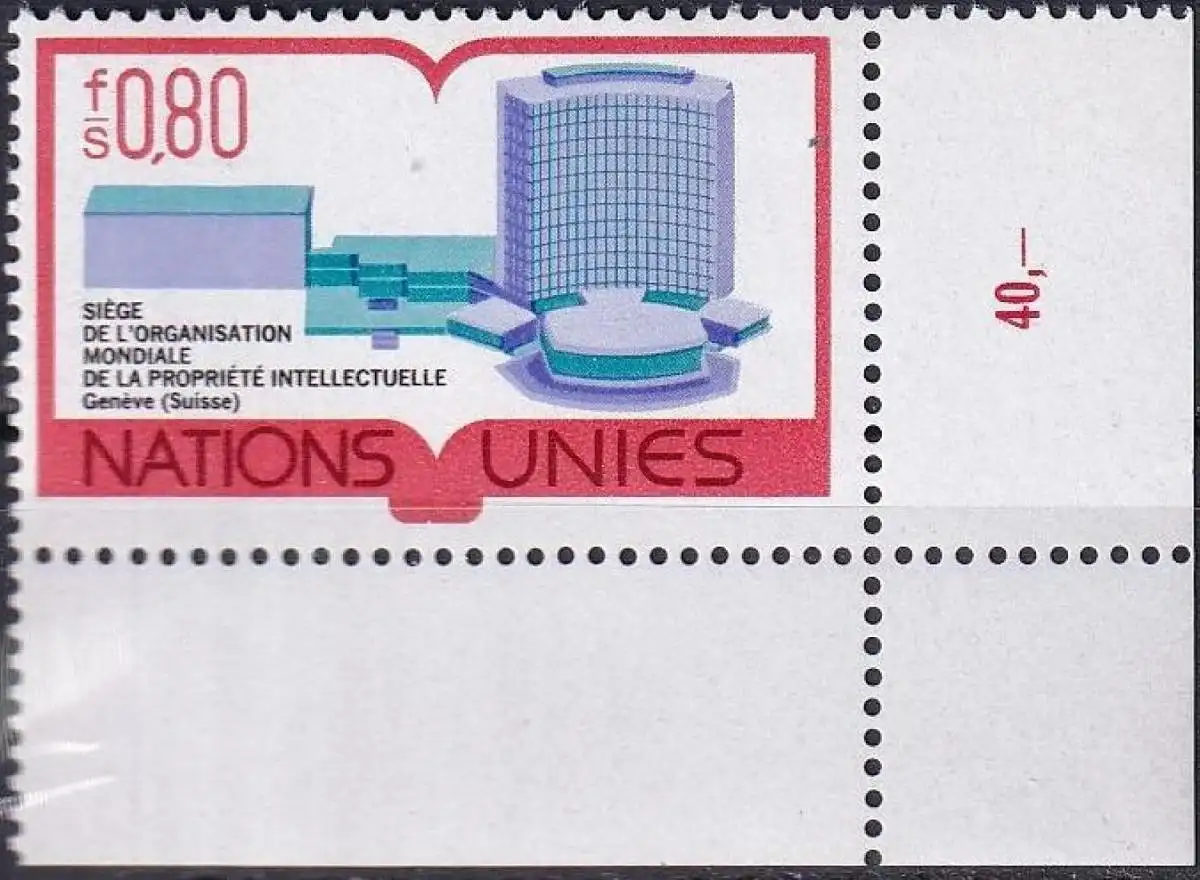 f/s 0,80
SIÈGE
DE L'ORGANISATION
MONDIALE
DE LA PROPRIÉTÉ INTELLECTUELLE
Genève (Suisse)
NATIONS UNIES
40,—